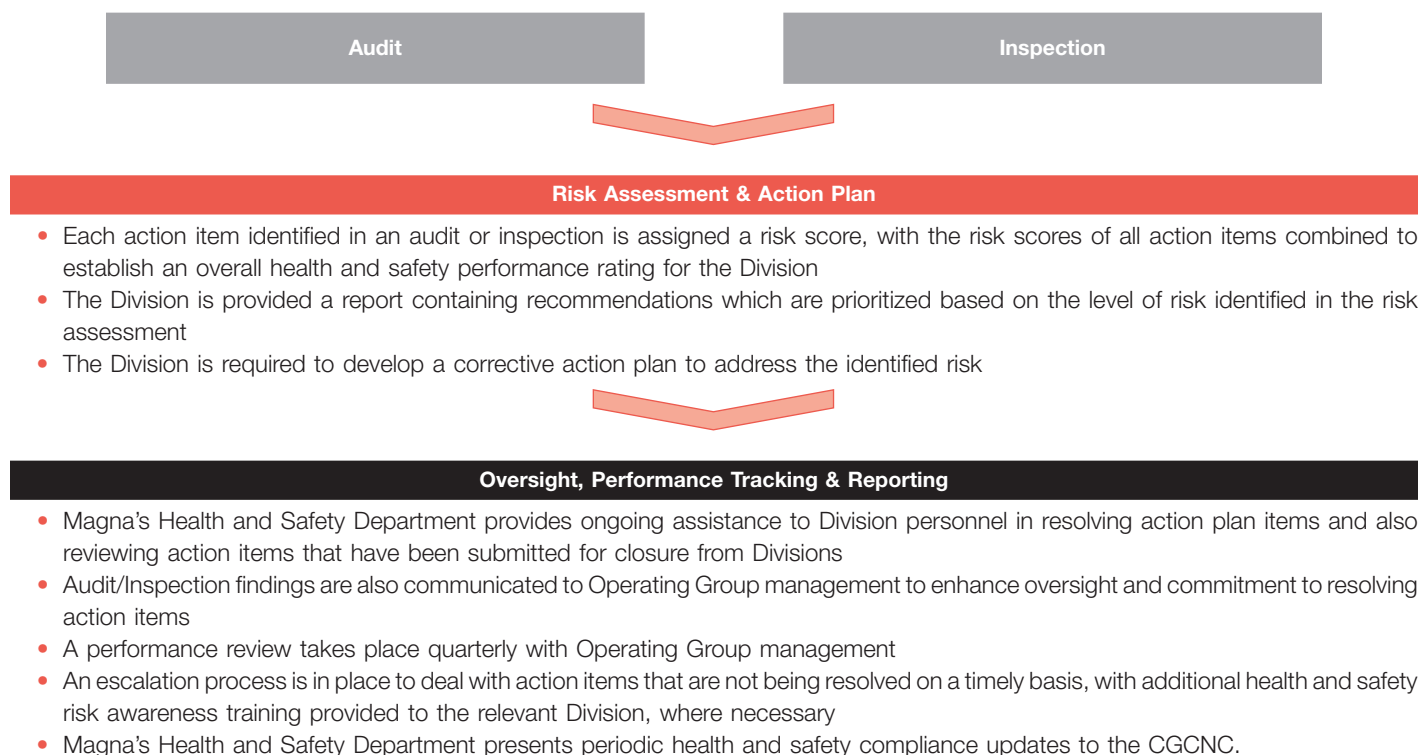 Audit
Inspection
Risk Assessment & Action Plan
• Each action item identified in an audit or inspection is assigned a risk score, with the risk scores of all action items combined to
establish an overall health and safety performance rating for the Division
• The Division is provided a report containing recommendations which are prioritized based on the level of risk identified in the risk
assessment
• The Division is required to develop a corrective action plan to address the identified risk
Oversight, Performance Tracking & Reporting
• Magna’s Health and Safety Department provides ongoing assistance to Division personnel in resolving action plan items and also
reviewing action items that have been submitted for closure from Divisions
• Audit/Inspection findings are also communicated to Operating Group management to enhance oversight and commitment to resolving
action items
• A performance review takes place quarterly with Operating Group management
• An escalation process is in place to deal with action items that are not being resolved on a timely basis, with additional health and safety
risk awareness training provided to the relevant Division, where necessary
• Magna’s Health and Safety Department presents periodic health and safety compliance updates to the CGCNC.